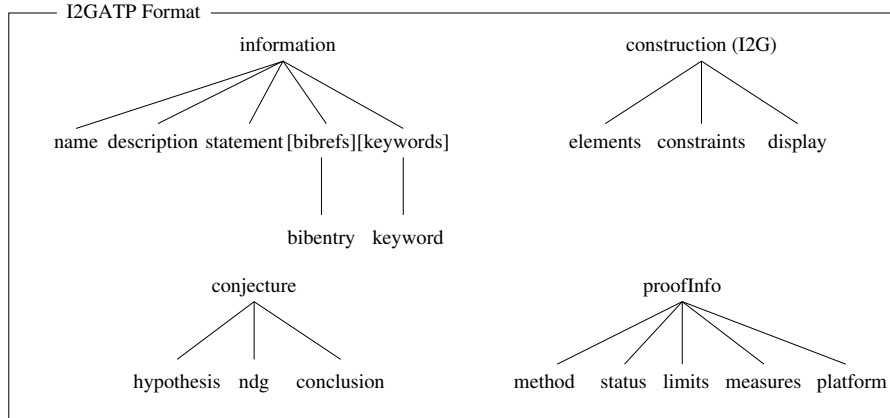 I2GATP Format
information
construction (I2G)
name description statement [bibrefs][keywords]
elements constraints display
bibentry keyword
conjecture
proofInfo
hypothesis ndg conclusion
method status limits measures platform